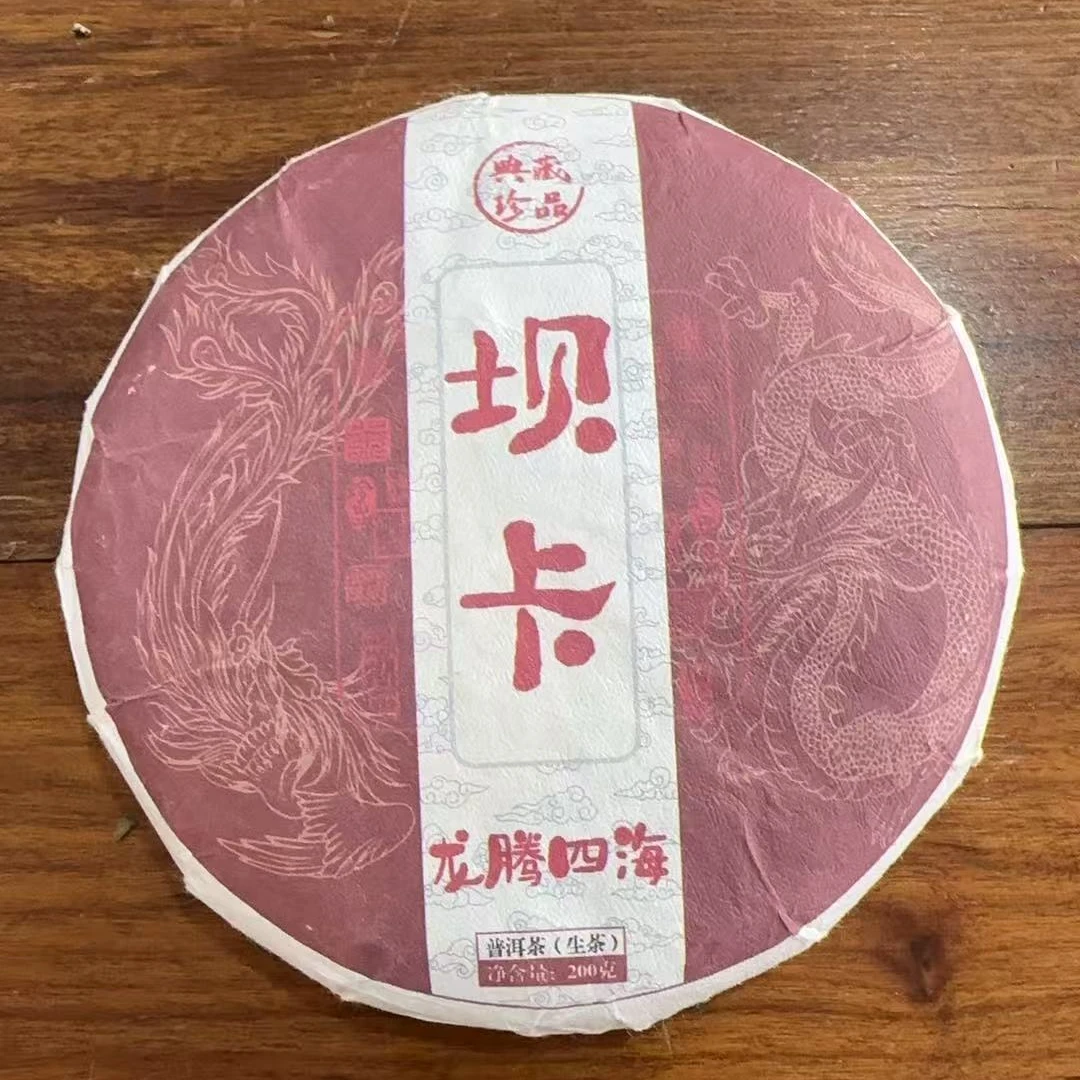 典藏
珍品
坝卡
龙腾四海
普洱茶（生茶）
净含量：200克